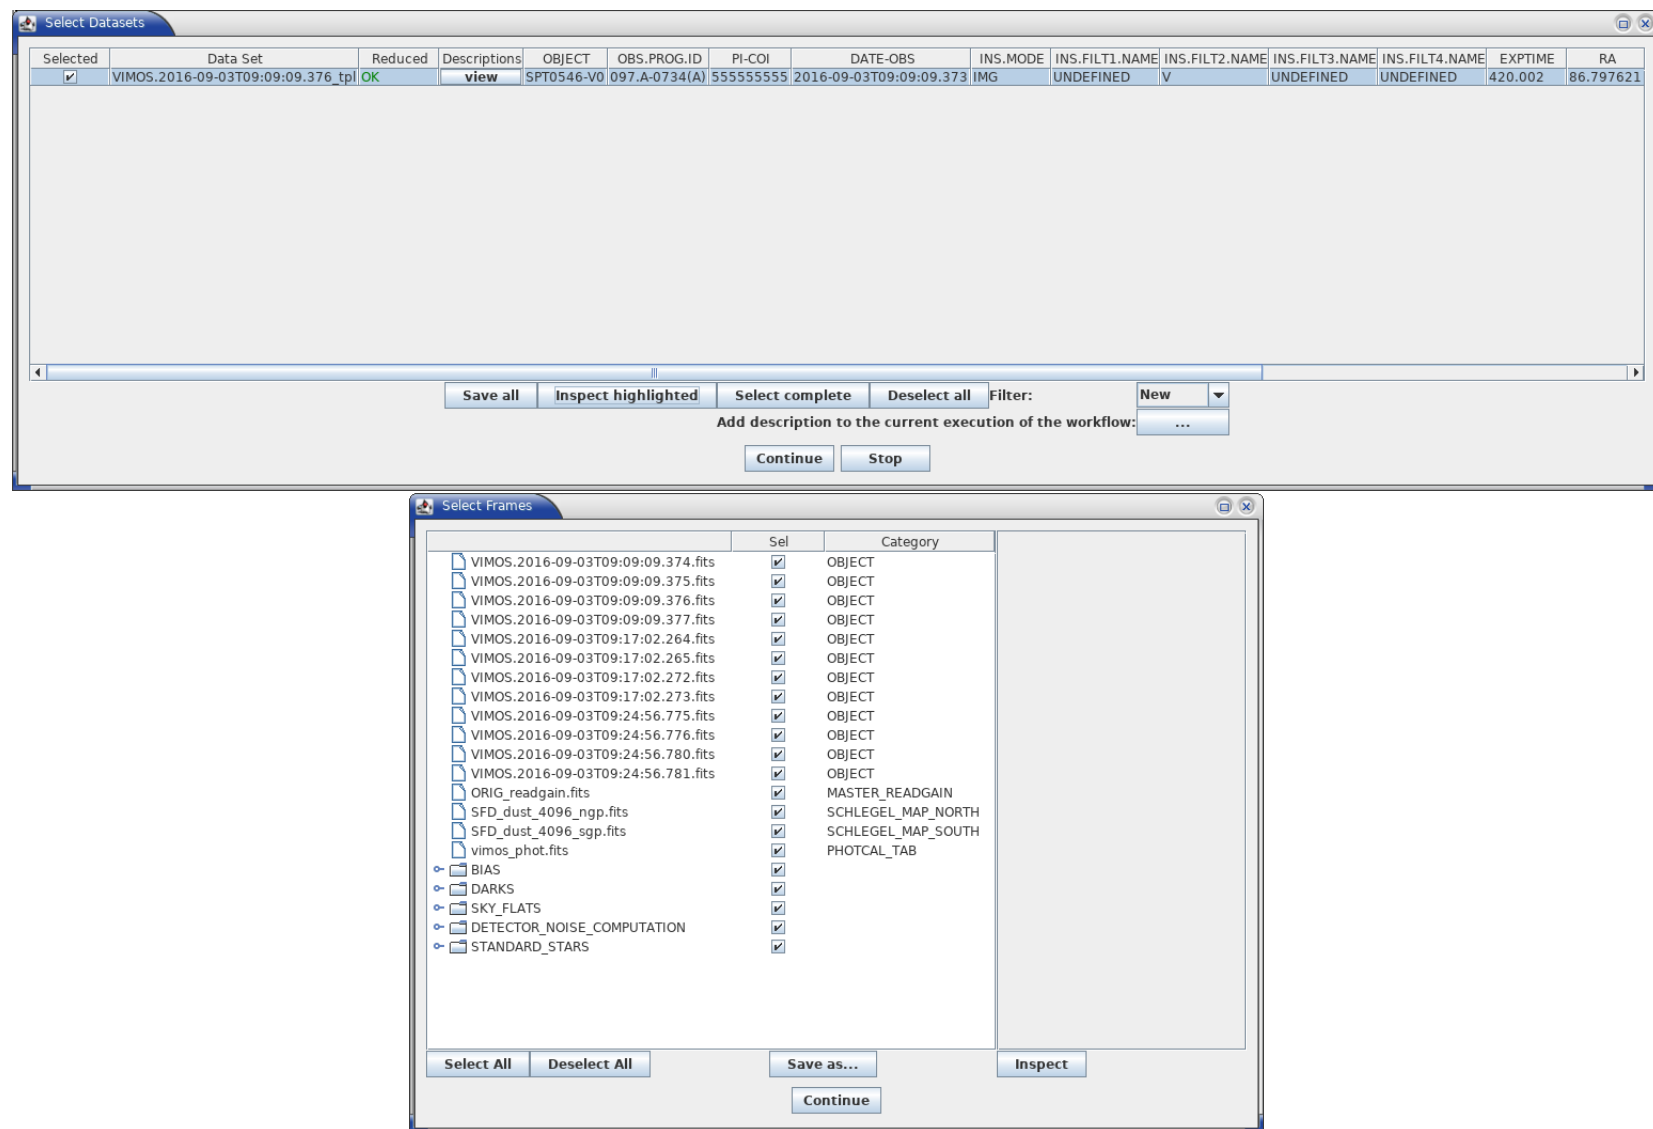 Select Datasets
Selected Data Set Reduced Descriptions OBJECT OBS.PROG.ID PI-COI DATE-OBS INS.MODE INS.FILT1.NAME INS.FILT2.NAME INS.FILT3.NAME INS.FILT4.NAME EXPTIME RA
VIMOS.2016-09-03T09:09:09.376_tpl OK view SPT0546-V0 097.A-0734(A) 555555555 2016-09-03T09:09:09.373 IMG UNDEFINED V UNDEFINED UNDEFINED 420.002 86.797621
Save all Inspect highlighted Select complete Deselect all Filter: New
Add description to the current execution of the workflow: ...
Continue Stop
Select Frames
Sel Category
VIMOS.2016-09-03T09:09:09.374.fits OBJECT
VIMOS.2016-09-03T09:09:09.375.fits OBJECT
VIMOS.2016-09-03T09:09:09.376.fits OBJECT
VIMOS.2016-09-03T09:09:09.377.fits OBJECT
VIMOS.2016-09-03T09:17:02.264.fits OBJECT
VIMOS.2016-09-03T09:17:02.265.fits OBJECT
VIMOS.2016-09-03T09:17:02.272.fits OBJECT
VIMOS.2016-09-03T09:17:02.273.fits OBJECT
VIMOS.2016-09-03T09:24:56.775.fits OBJECT
VIMOS.2016-09-03T09:24:56.776.fits OBJECT
VIMOS.2016-09-03T09:24:56.780.fits OBJECT
VIMOS.2016-09-03T09:24:56.781.fits OBJECT
ORIG_readgain.fits MASTER_READGAIN
SFD_dust_4096_ngp.fits SCHLEGEL_MAP_NORTH
SFD_dust_4096_sgp.fits SCHLEGEL_MAP_SOUTH
vimos_phot.fits PHOTCAL_TAB
BIAS
DARKS
SKY_FLATS
DETECTOR_NOISE_COMPUTATION
STANDARD_STARS
Select All Deselect All Save as... Inspect
Continue